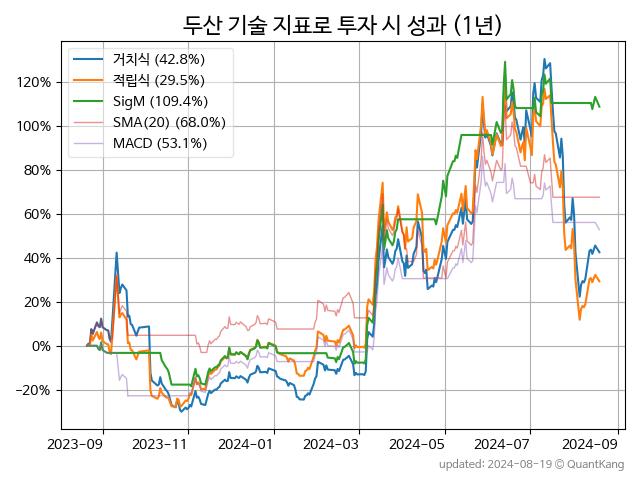 두산 기술 지표로 투자 시 성과 (1년)
거치식 (42.8%)
적립식 (29.5%)
SigM (109.4%)
SMA(20) (68.0%)
MACD (53.1%)
120%
100%
80%
60%
40%
20%
0%
−20%
2023-09 2023-11 2024-01 2024-03 2024-05 2024-07 2024-09
updated: 2024-08-19 © QuantKang